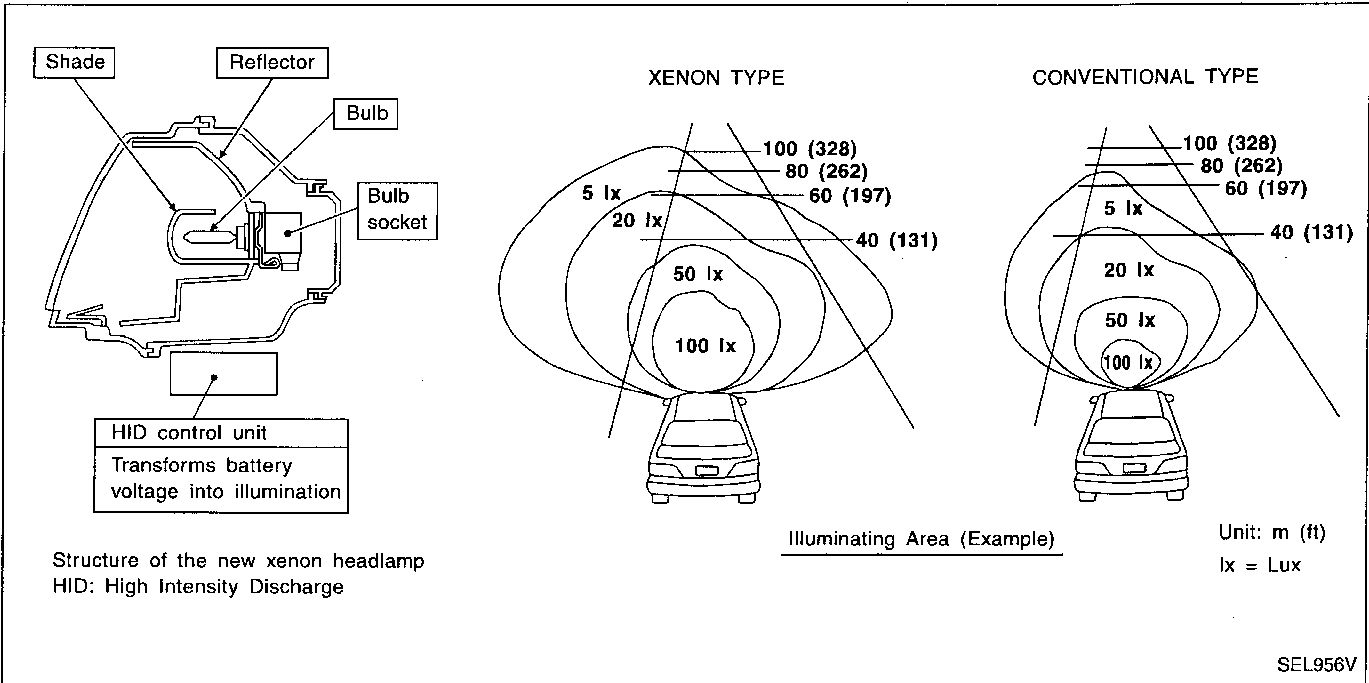 Shade
Reflector
Bulb
Bulb
socket
HID control unit
Transforms battery
voltage into illumination
Structure of the new xenon headlamp
HID: High Intensity Discharge
XENON TYPE
100 (328)
80 (262)
60 (197)
40 (131)
5 lx
20 lx
50 lx
100 lx
CONVENTIONAL TYPE
100 (328)
80 (262)
60 (197)
40 (131)
5 lx
20 lx
50 lx
100 lx
Illuminating Area (Example)
Unit: m (ft)
lx = Lux
SEL956V